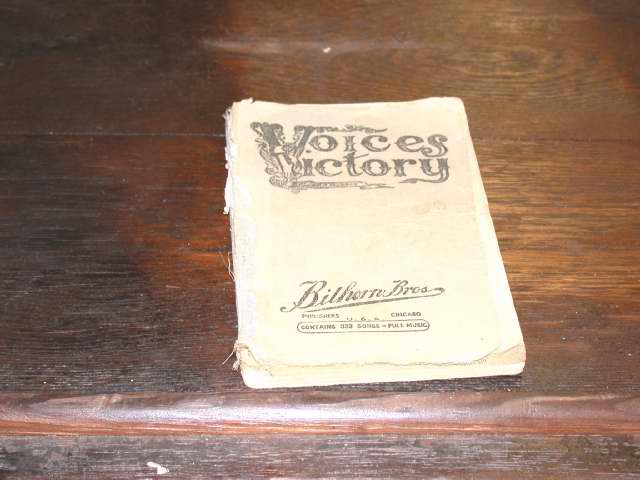 Voices
Victory
Bilhorn Bros.
PUBLISHERS U. S. A. CHICAGO
CONTAINS 333 SONGS – FULL MUSIC